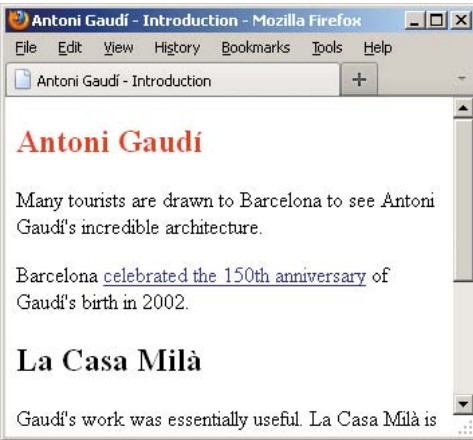 Antoni Gaudí - Introduction - Mozilla Firefox
File Edit View History Bookmarks Tools Help
Antoni Gaudí - Introduction
Antoni Gaudí
Many tourists are drawn to Barcelona to see Antoni
Gaudí's incredible architecture.
Barcelona celebrated the 150th anniversary of
Gaudí's birth in 2002.
La Casa Milà
Gaudí's work was essentially useful. La Casa Milà is